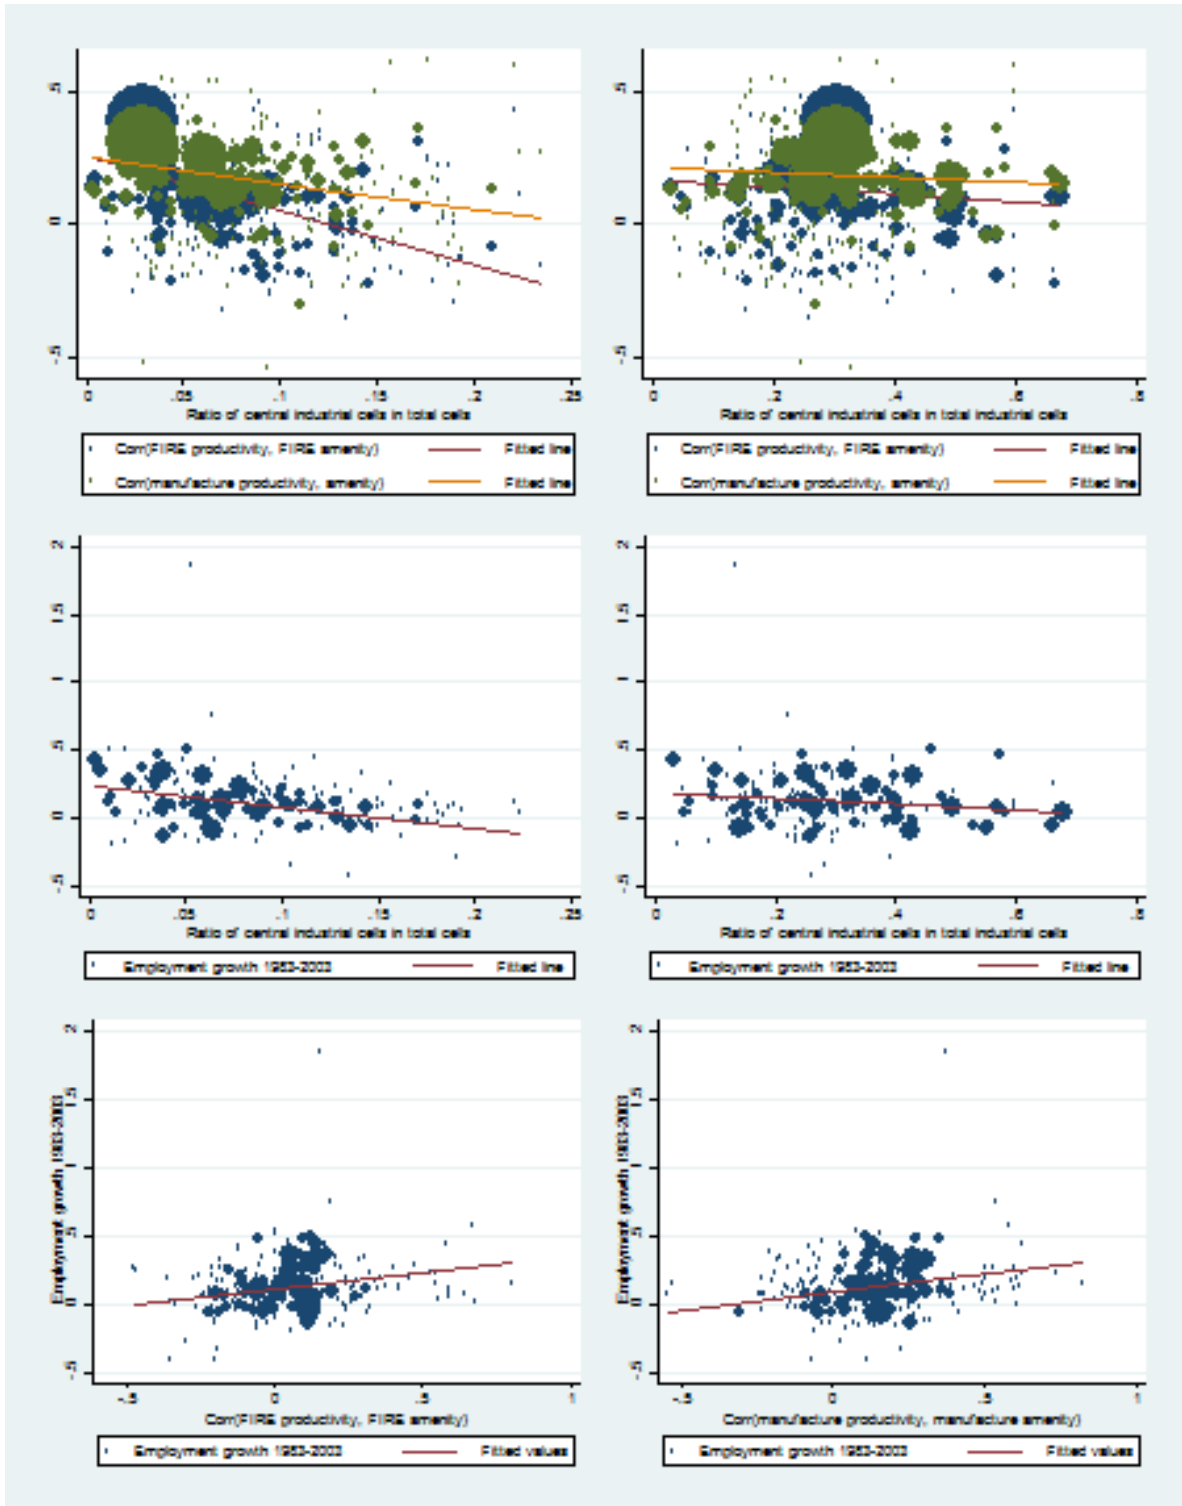 .5
0
-.5
0 .05 .1 .15 .2 .25
Ratio of central industrial cells in total cells
Corr(FIRE productivity, FIRE amenity) Fitted line
Corr(manufacture productivity, amenity) Fitted line
.5
0
-.5
0 .2 .4 .6 .8
Ratio of central industrial cells in total industrial cells
Corr(FIRE productivity, FIRE amenity) Fitted line
Corr(manufacture productivity, amenity) Fitted line
2
1.5
1
.5
0
-.5
0 .05 .1 .15 .2 .25
Ratio of central industrial cells in total cells
Employment growth 1983-2003 Fitted line
2
1.5
1
.5
0
-.5
0 .2 .4 .6 .8
Ratio of central industrial cells in total industrial cells
Employment growth 1983-2003 Fitted line
Employment growth 1983-2003
2
1.5
1
.5
0
-.5
-.5 0 .5 1
Corr(FIRE productivity, FIRE amenity)
Employment growth 1983-2003 Fitted values
Employment growth 1983-2003
2
1.5
1
.5
0
-.5
-.5 0 .5 1
Corr(manufacture productivity, manufacture amenity)
Employment growth 1983-2003 Fitted values